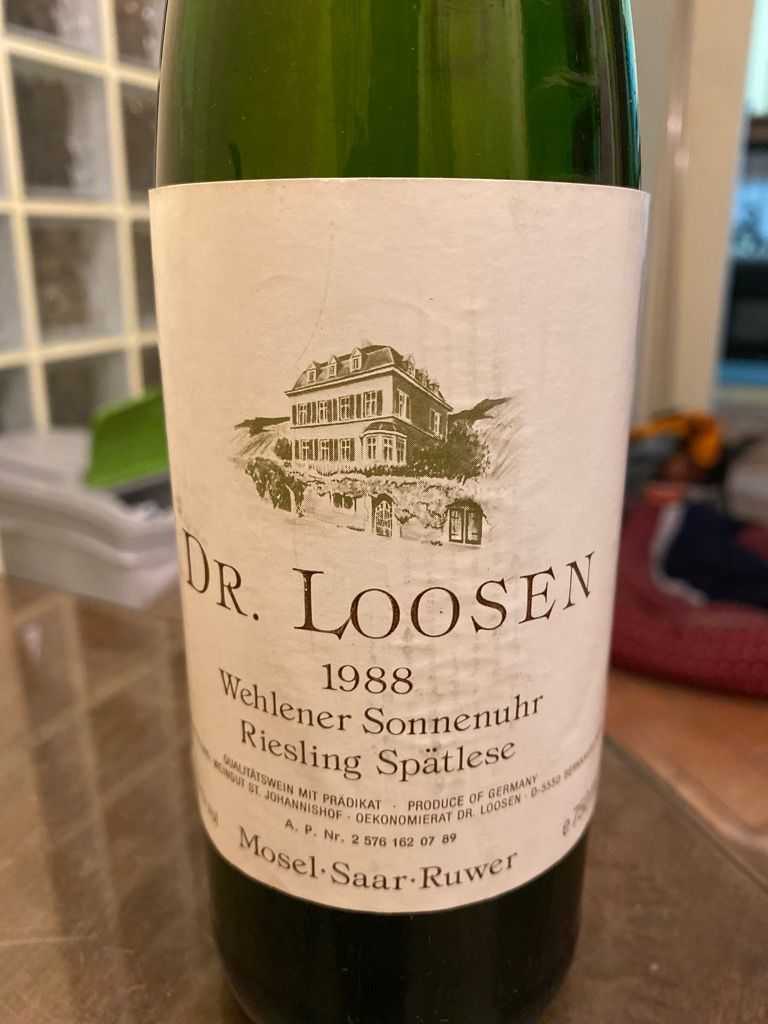 DR. LOOSEN
1988
Wehlener Sonnenuhr
Riesling Spätlese
QUALITÄTSWEIN MIT PRÄDIKAT · PRODUCE OF GERMANY
WEINGUT ST. JOHANNISHOF · OEKONOMIERAT DR. LOOSEN · D-5550
A. P. Nr. 2 576 162 07 89
e 750
Mosel·Saar·Ruwer